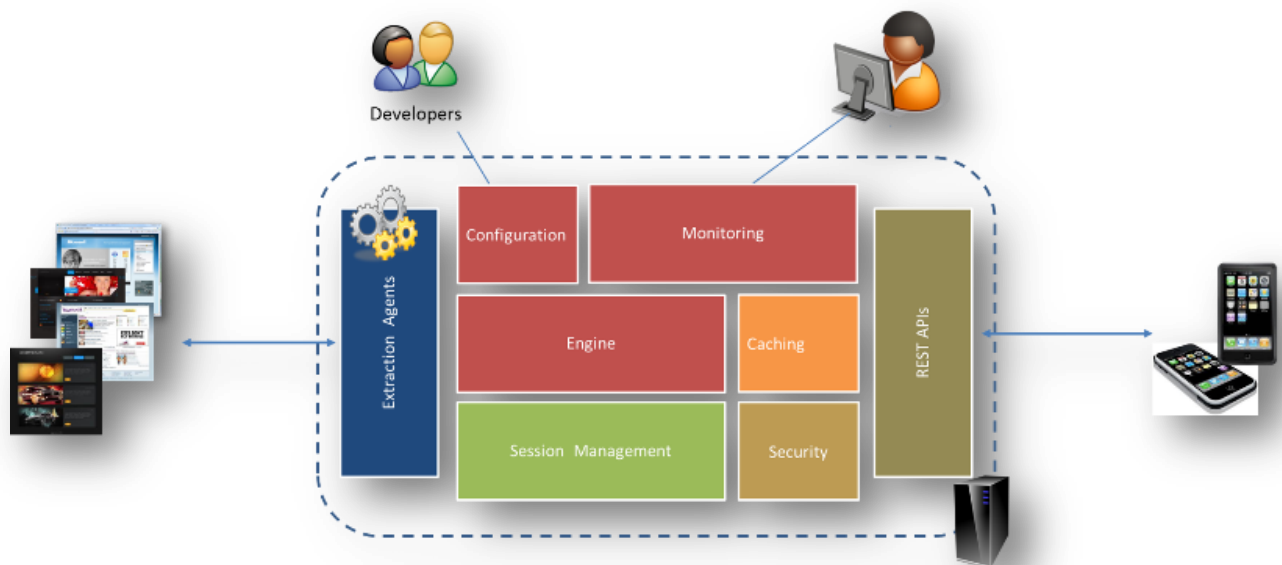 Developers
Configuration
Monitoring
Extraction Agents
Engine
Caching
REST APIs
Session Management
Security